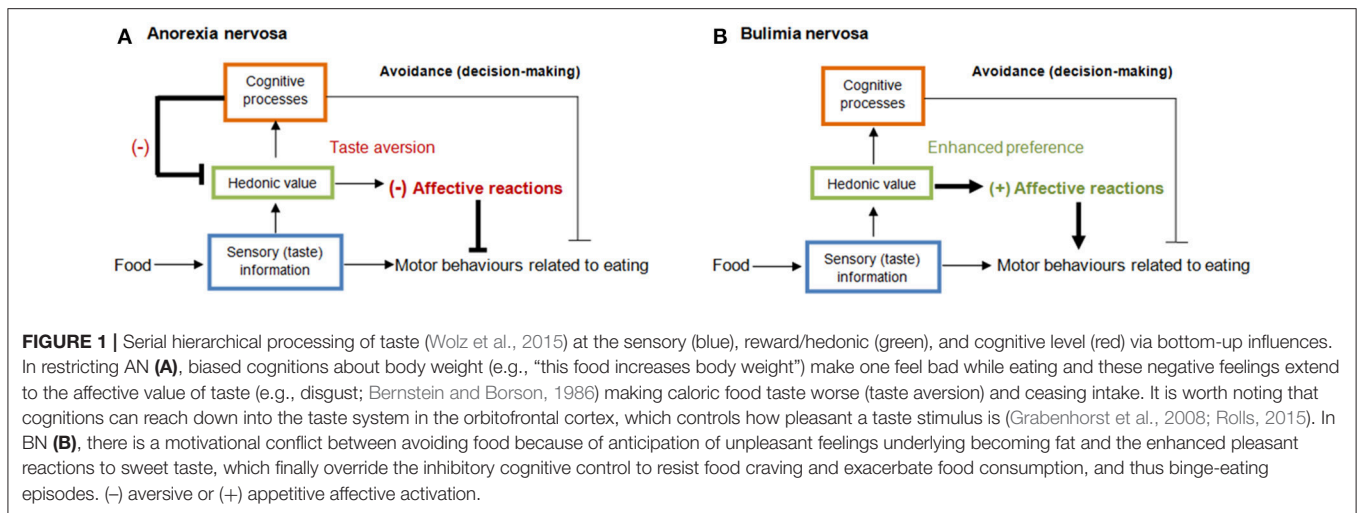 A Anorexia nervosa
Avoidance (decision-making)
Cognitive
processes
(-)
Taste aversion
Hedonic value
(-) Affective reactions
Sensory (taste)
information
Food
Motor behaviours related to eating
B Bulimia nervosa
Avoidance (decision-making)
Cognitive
processes
Enhanced preference
Hedonic value
(+) Affective reactions
Sensory (taste)
information
Food
Motor behaviours related to eating
FIGURE 1 | Serial hierarchical processing of taste (Wolz et al., 2015) at the sensory (blue), reward/hedonic (green), and cognitive level (red) via bottom-up influences.
In restricting AN (A), biased cognitions about body weight (e.g., “this food increases body weight”) make one feel bad while eating and these negative feelings extend
to the affective value of taste (e.g., disgust; Bernstein and Borson, 1986) making caloric food taste worse (taste aversion) and ceasing intake. It is worth noting that
cognitions can reach down into the taste system in the orbitofrontal cortex, which controls how pleasant a taste stimulus is (Grabenhorst et al., 2008; Rolls, 2015). In
BN (B), there is a motivational conflict between avoiding food because of anticipation of unpleasant feelings underlying becoming fat and the enhanced pleasant
reactions to sweet taste, which finally override the inhibitory cognitive control to resist food craving and exacerbate food consumption, and thus binge-eating
episodes. (–) aversive or (+) appetitive affective activation.